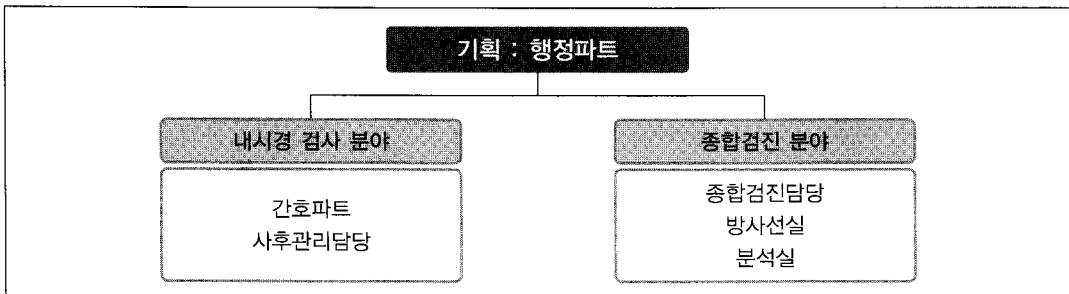 기획 : 행정파트
내시경 검사 분야
간호파트
사후관리담당
종합검진 분야
종합검진담당
방사선실
분석실